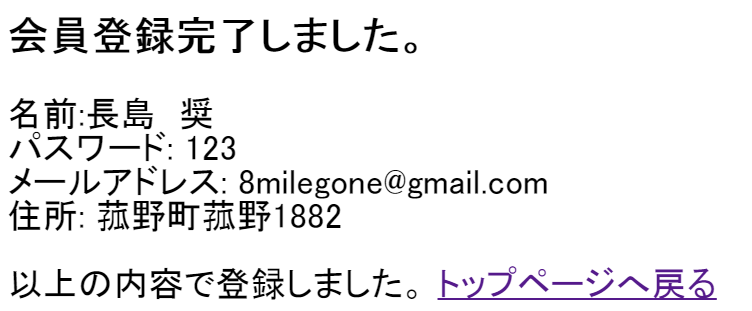 会員登録完了しました。
名前:長島　奨
パスワード: 123
メールアドレス: 8milegone@gmail.com
住所: 菰野町菰野1882
以上の内容で登録しました。 トップページへ戻る